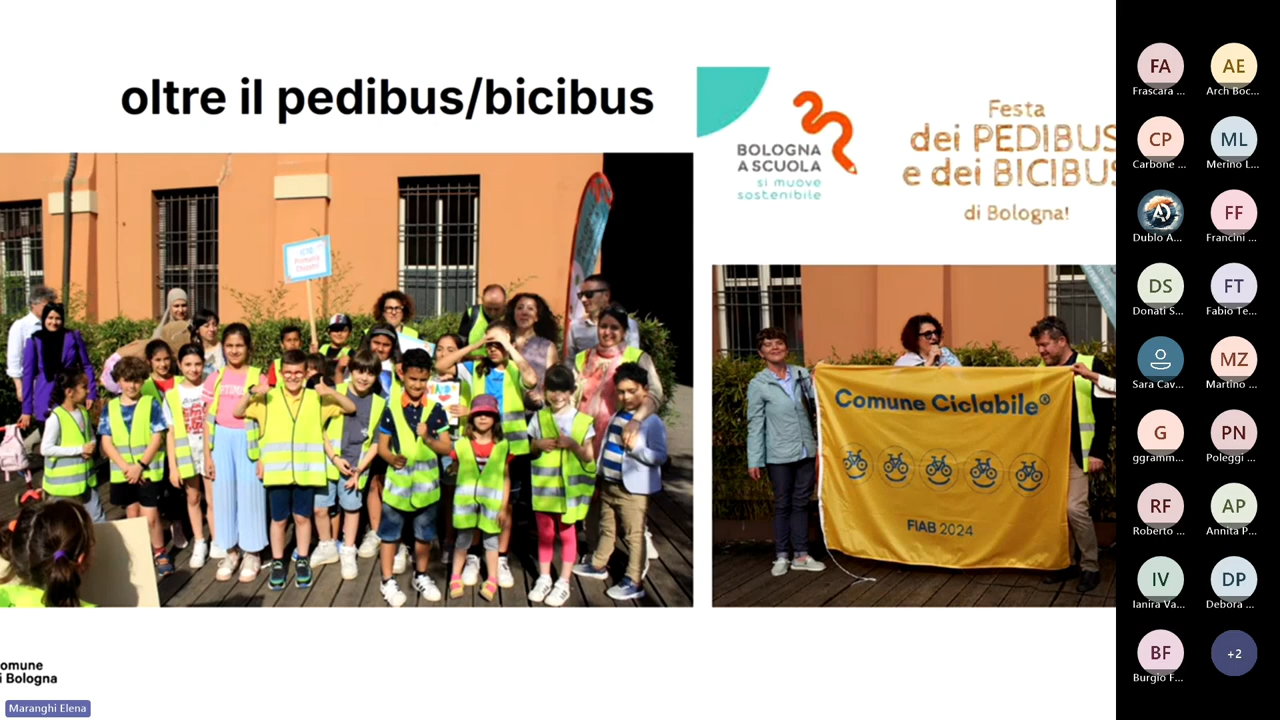 oltre il pedibus/bicibus
BOLOGNA
A SCUOLA
si muove
sostenibile
Festa
dei PEDIBUS
e dei BICIBUS
di Bologna!
IC10
Primaria
Comune Ciclabile®
FIAB 2024
omune
i Bologna
Maranghi Elena
FA
Frascara ...
AE
Arch Boc...
CP
Carbone ...
ML
Merino L...
Dublo A...
FF
Francini ...
DS
Donati S...
FT
Fabio Te...
Sara Cav...
MZ
Martino ...
G
ggramm...
PN
Poleggi ...
RF
Roberto ...
AP
Annita P...
IV
Ianira Va...
DP
Debora ...
BF
Burgio F...
+2